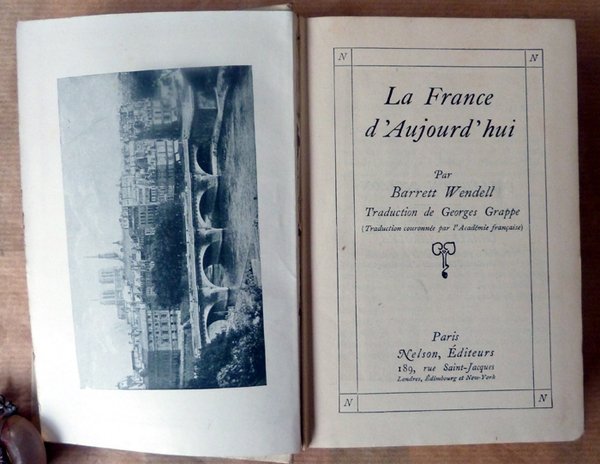 N N
La France
d'Aujourd'hui
Par
Barrett Wendell
Traduction de Georges Grappe
(Traduction couronnée par l'Académie française)
Paris
Nelson, Éditeurs
189, rue Saint-Jacques
Londres, Édimbourg et New-York
N N